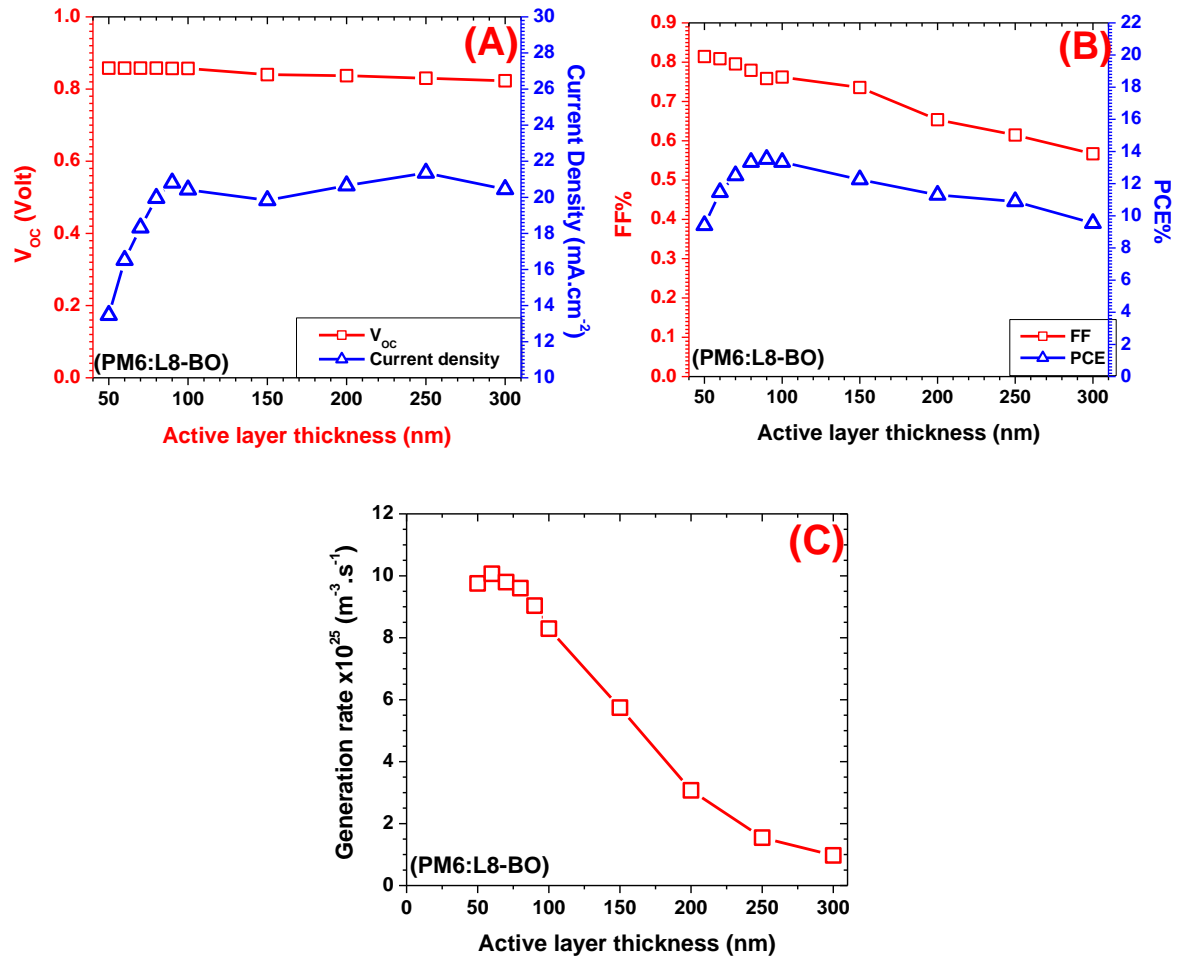 (A)
1.0
0.8
0.6
0.4
0.2
0.0
V_OC (Volt)
30
28
26
24
22
20
18
16
14
12
10
Current Density (mA.cm⁻²)
V_OC
Current density
(PM6:L8-BO)
50 100 150 200 250 300
Active layer thickness (nm)
(B)
0.9
0.8
0.7
0.6
0.5
0.4
0.3
0.2
0.1
0.0
FF%
22
20
18
16
14
12
10
8
6
4
2
0
PCE%
FF
PCE
(PM6:L8-BO)
50 100 150 200 250 300
Active layer thickness (nm)
(C)
12
10
8
6
4
2
0
Generation rate x10²⁵ (m⁻³.s⁻¹)
(PM6:L8-BO)
0 50 100 150 200 250 300
Active layer thickness (nm)